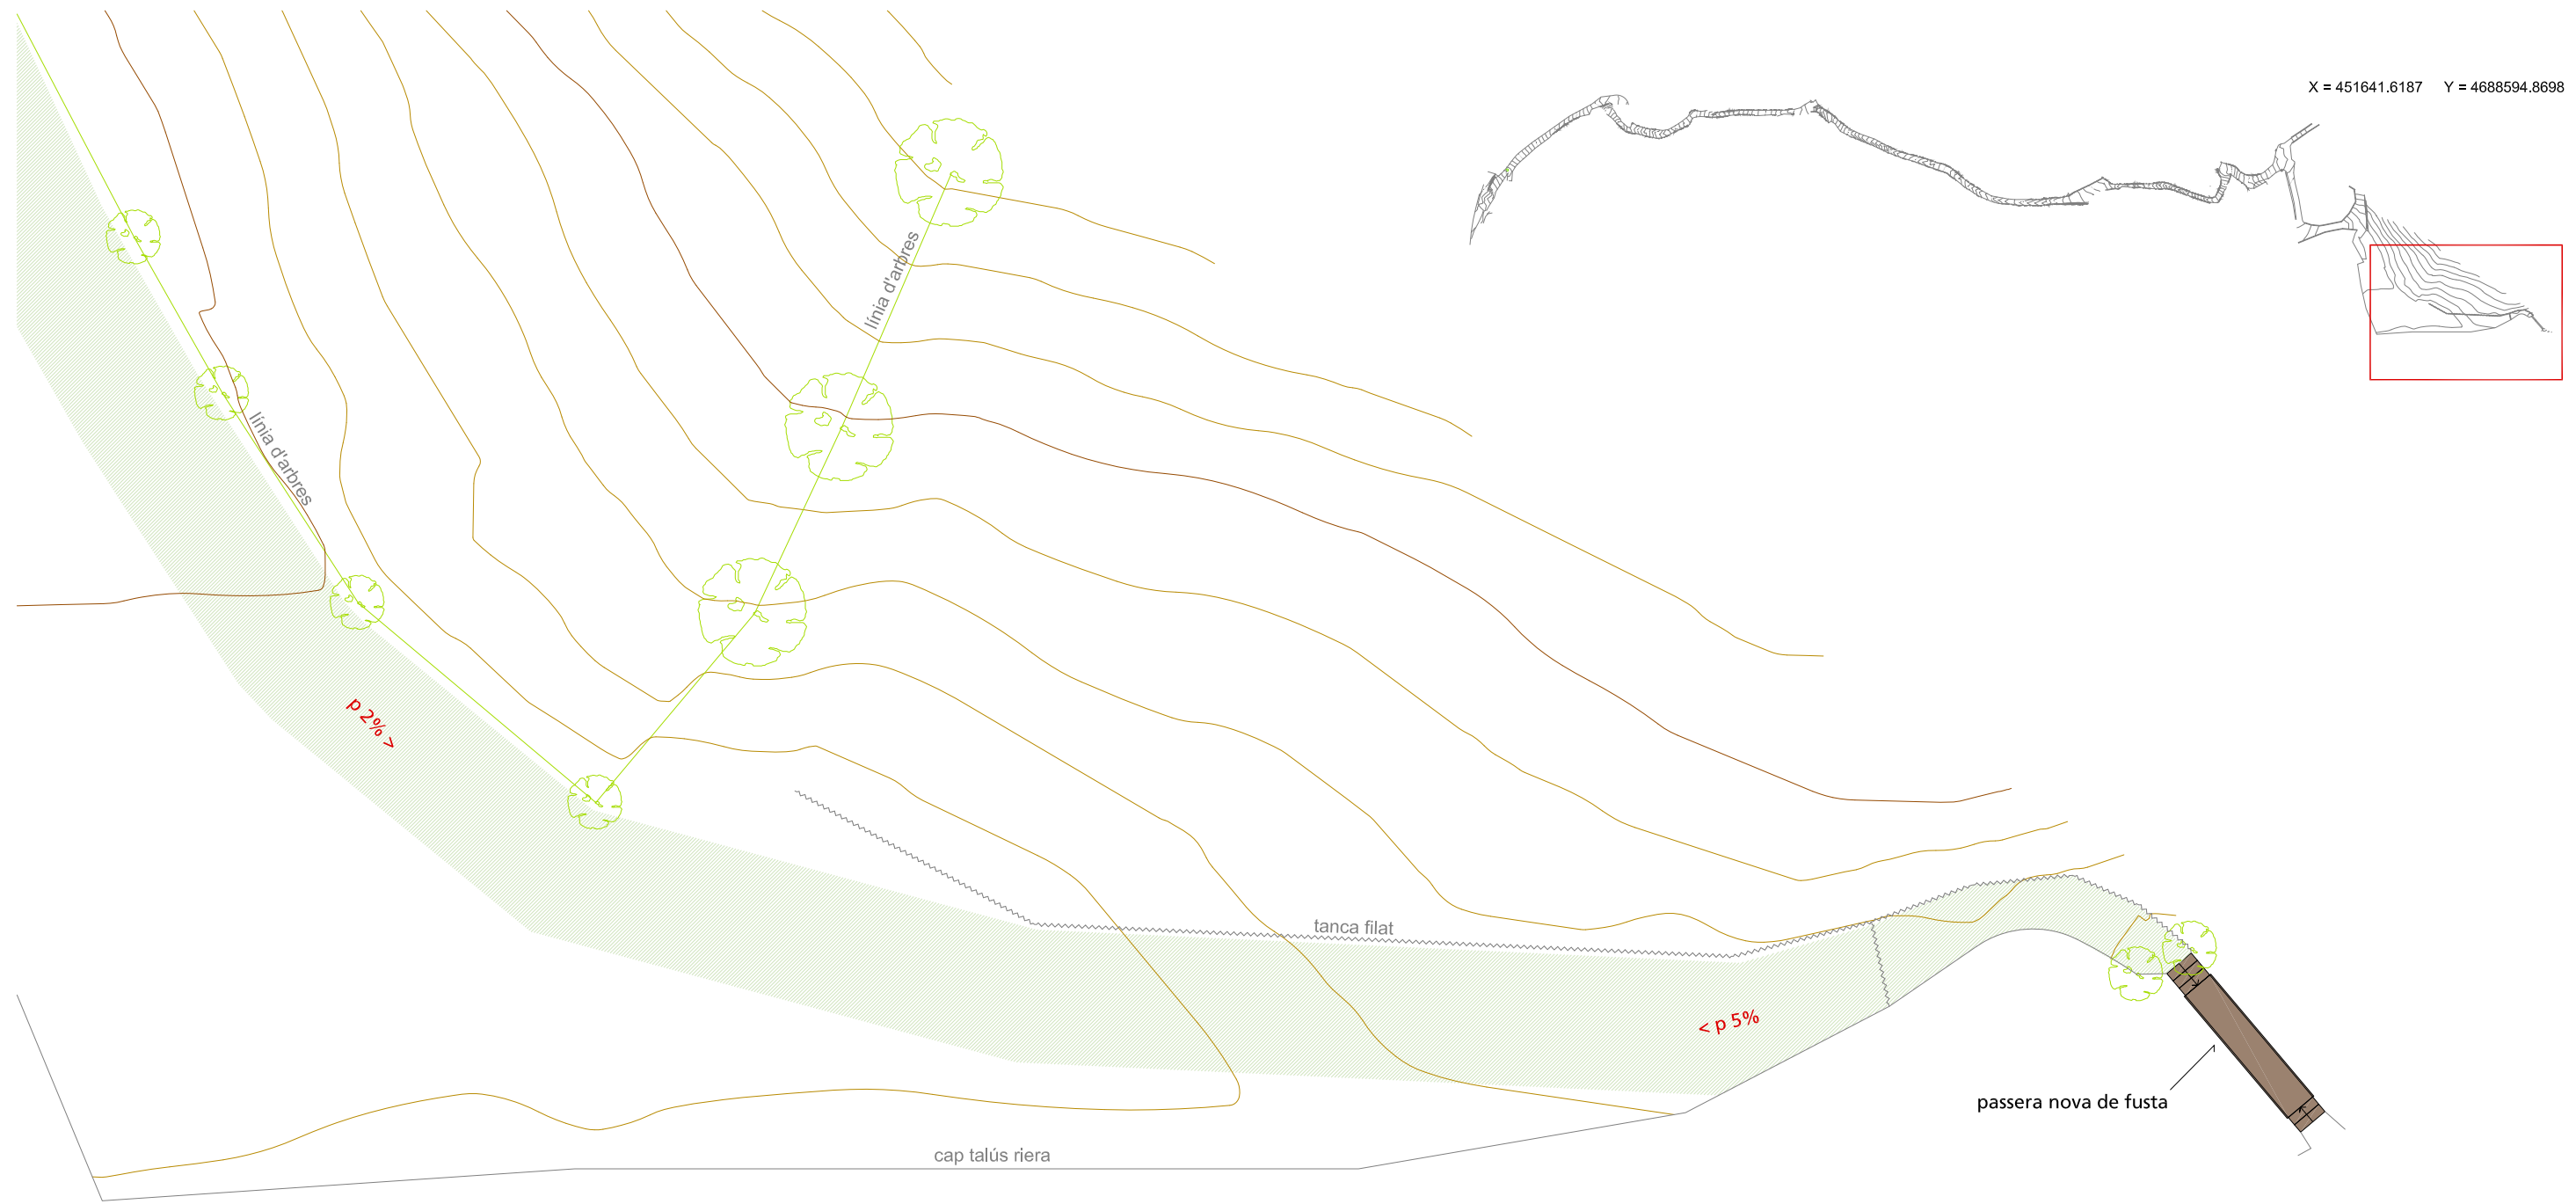 X = 451641.6187 Y = 4688594.8698
línia d'arbres
línia d'arbres
p 2% >
tanca filat
< p 5%
passera nova de fusta
cap talús riera